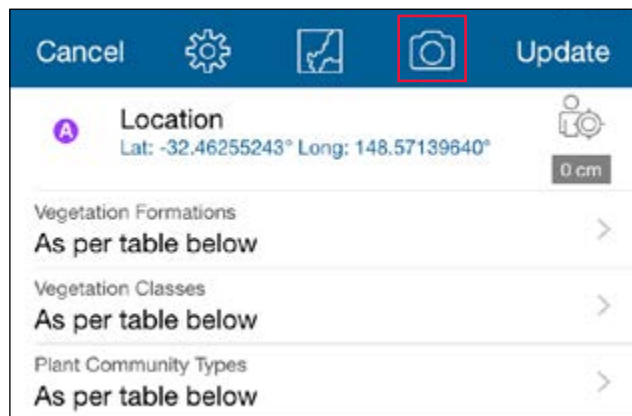 Cancel Update
A Location
Lat: -32.46255243° Long: 148.57139640°
0 cm
Vegetation Formations
As per table below
Vegetation Classes
As per table below
Plant Community Types
As per table below